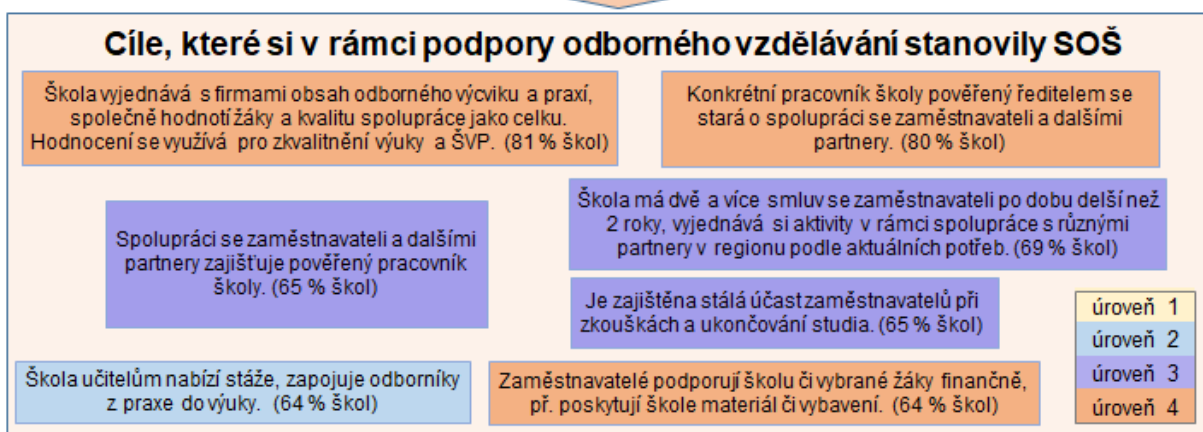 Cíle, které si v rámci podpory odborného vzdělávání stanovily SOŠ
Škola vyjednává s firmami obsah odborného výcviku a praxí,
společně hodnotí žáky a kvalitu spolupráce jako celku.
Hodnocení se využívá pro zkvalitnění výuky a ŠVP. (81 % škol)
Konkrétní pracovník školy pověřený ředitelem se
stará o spolupráci se zaměstnavateli a dalšími
partnery. (80 % škol)
Spolupráci se zaměstnavateli a dalšími
partnery zajišťuje pověřený pracovník
školy. (65 % škol)
Škola má dvě a více smluv se zaměstnavateli po dobu delší než
2 roky, vyjednává si aktivity v rámci spolupráce s různými
partnery v regionu podle aktuálních potřeb. (69 % škol)
Je zajištěna stálá účast zaměstnavatelů při
zkouškách a ukončování studia. (65 % škol)
Škola učitelům nabízí stáže, zapojuje odborníky
z praxe do výuky. (64 % škol)
Zaměstnavatelé podporují školu či vybrané žáky finančně,
př. poskytují škole materiál či vybavení. (64 % škol)
úroveň 1
úroveň 2
úroveň 3
úroveň 4